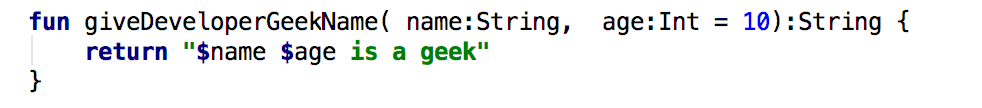 fun giveDeveloperGeekName( name:String,  age:Int = 10):String {
    return "$name $age is a geek"
}